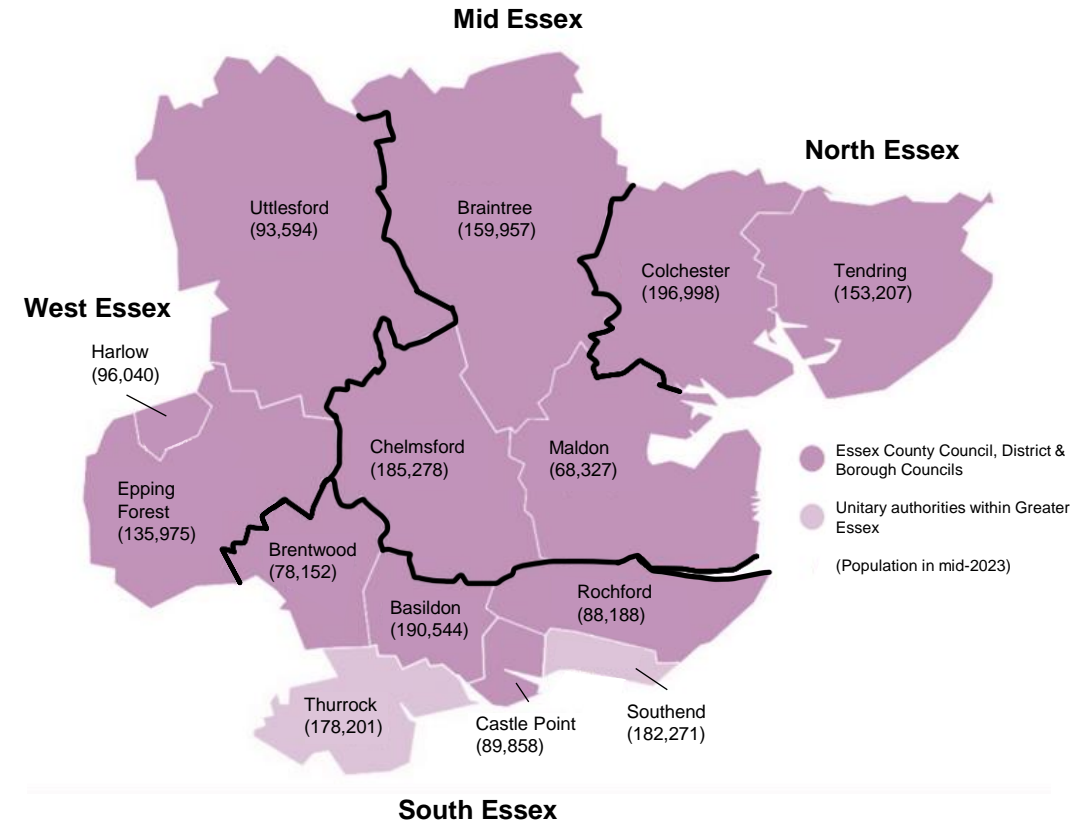 Mid Essex
North Essex
Uttlesford
(93,594)
Braintree
(159,957)
Colchester
(196,998)
Tendring
(153,207)
West Essex
Harlow
(96,040)
Chelmsford
(185,278)
Maldon
(68,327)
Essex County Council, District &
Borough Councils
Unitary authorities within Greater
Essex
(Population in mid-2023)
Epping
Forest
(135,975)
Brentwood
(78,152)
Basildon
(190,544)
Rochford
(88,188)
Thurrock
(178,201)
Castle Point
(89,858)
Southend
(182,271)
South Essex